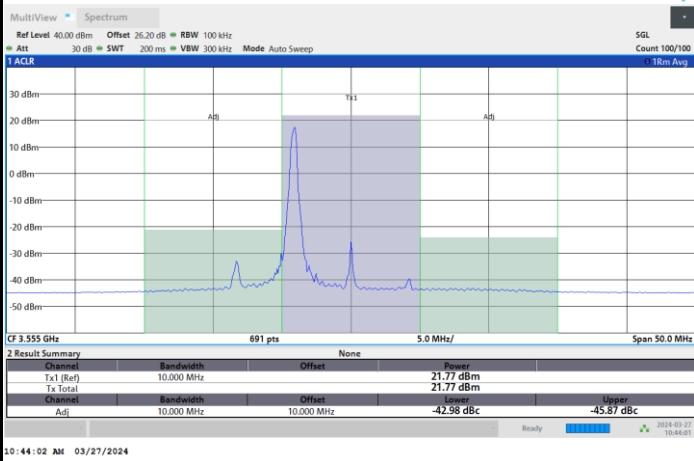 MultiView Spectrum
Ref Level 40.00 dBm Offset 26.20 dB RBW 100 kHz SGL
Att 30 dB SWT 200 ms VBW 300 kHz Mode Auto Sweep Count 100/100
1 ACLR 1Rm Avg
30 dBm
Tx1
20 dBm
Adj Adj
10 dBm
0 dBm
-10 dBm
-20 dBm
-30 dBm
-40 dBm
-50 dBm
CF 3.555 GHz 691 pts 5.0 MHz/ Span 50.0 MHz
2 Result Summary None
Channel Bandwidth Offset Power
Tx1 (Ref) 10.000 MHz 21.77 dBm
Tx Total 21.77 dBm
Channel Bandwidth Offset Lower Upper
Adj 10.000 MHz 10.000 MHz -42.98 dBc -45.87 dBc
Ready 2024-03-27
10:44:01
10:44:02 AM 03/27/2024